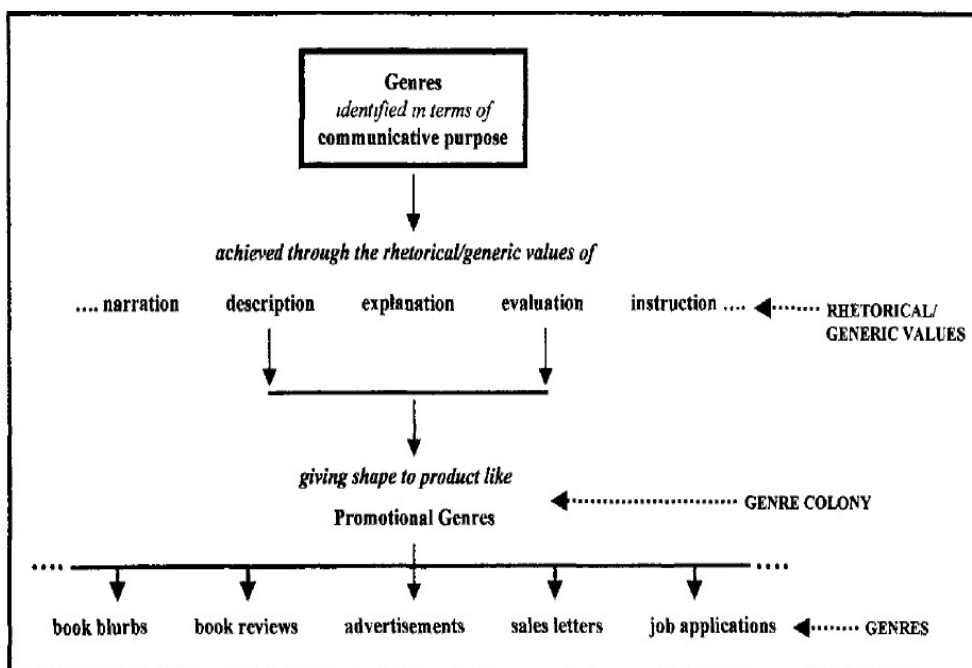 Genres
identified in terms of
communicative purpose
achieved through the rhetorical/generic values of
.... narration description explanation evaluation instruction ....
RHETORICAL/
GENERIC VALUES
giving shape to product like
Promotional Genres
GENRE COLONY
.... ....
book blurbs book reviews advertisements sales letters job applications
GENRES